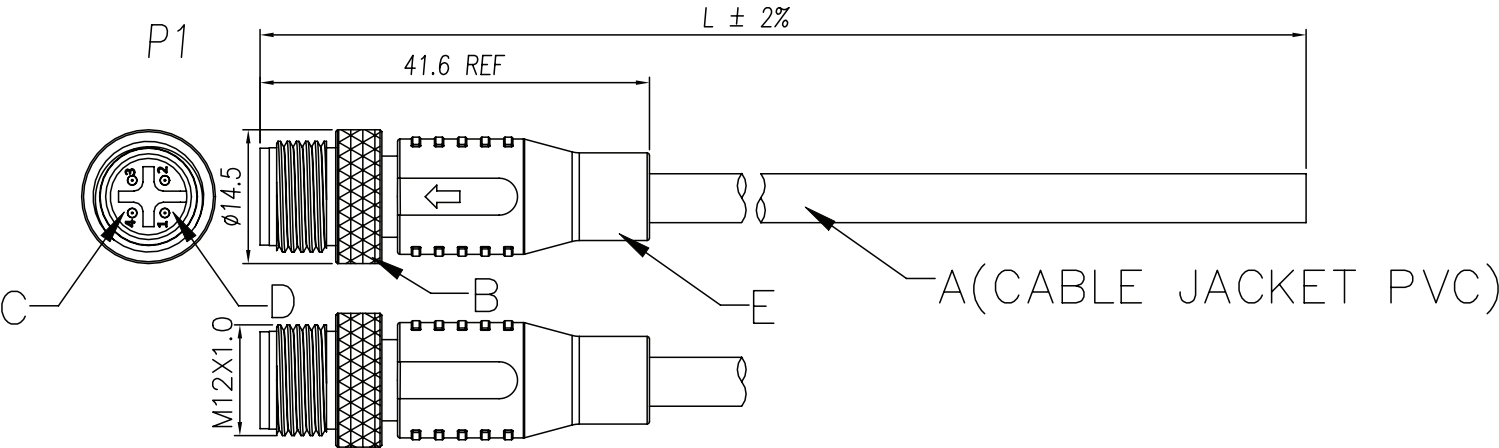 P1
L ± 2%
41.6 REF
3 2
4 1
ø14.5
C
D
B
E
A(CABLE JACKET PVC)
M12X1.0